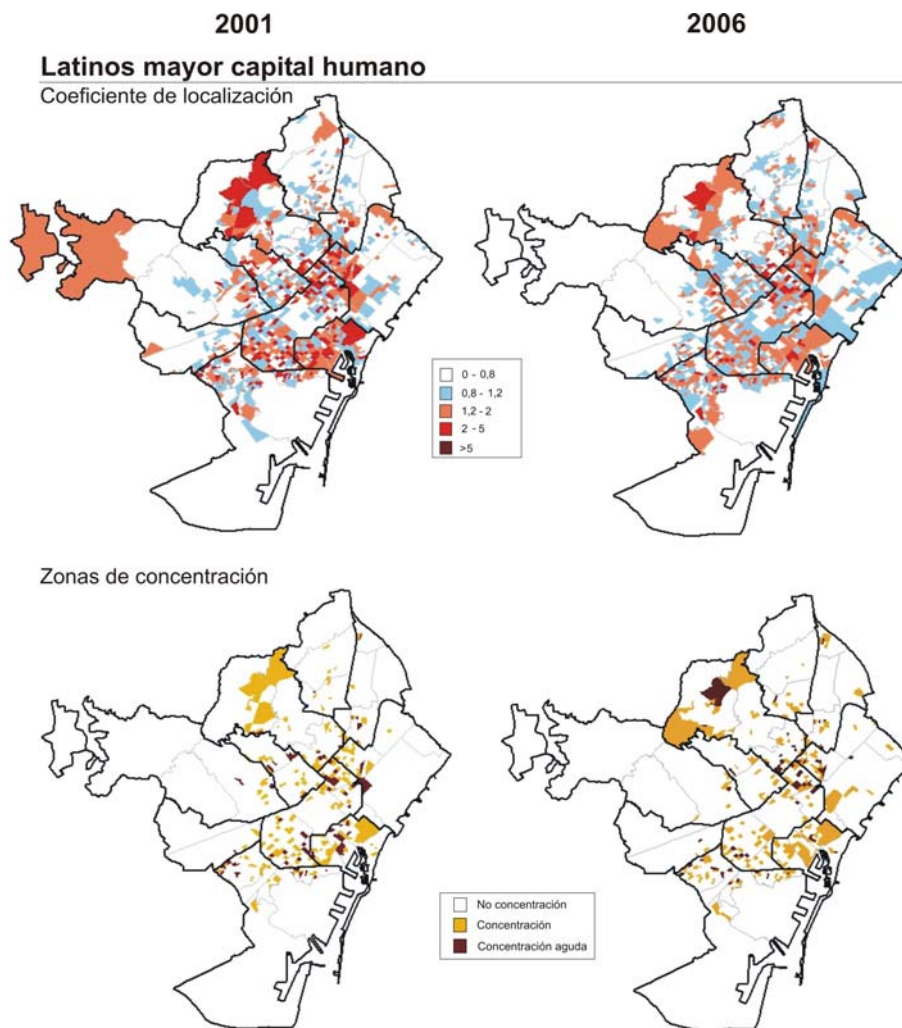 2001 2006
Latinos mayor capital humano
Coeficiente de localización
0 - 0,8
0,8 - 1,2
1,2 - 2
2 - 5
>5
Zonas de concentración
No concentración
Concentración
Concentración aguda